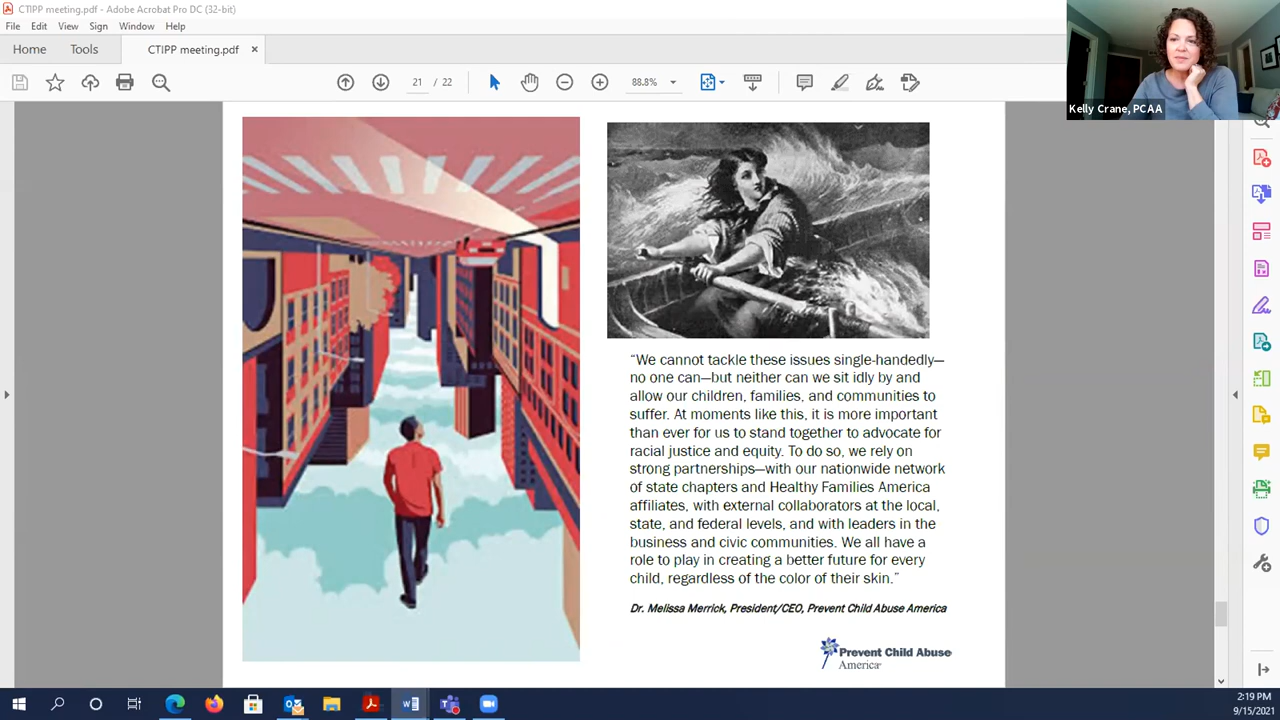 CTIPP meeting.pdf - Adobe Acrobat Pro DC (32-bit)
File Edit View Sign Window Help
Home Tools CTIPP meeting.pdf ×
21 / 22 88.8%
Kelly Crane, PCAA
“We cannot tackle these issues single-handedly—
no one can—but neither can we sit idly by and
allow our children, families, and communities to
suffer. At moments like this, it is more important
than ever for us to stand together to advocate for
racial justice and equity. To do so, we rely on
strong partnerships—with our nationwide network
of state chapters and Healthy Families America
affiliates, with external collaborators at the local,
state, and federal levels, and with leaders in the
business and civic communities. We all have a
role to play in creating a better future for every
child, regardless of the color of their skin.”
Dr. Melissa Merrick, President/CEO, Prevent Child Abuse America
Prevent Child Abuse
America
2:19 PM
9/15/2021